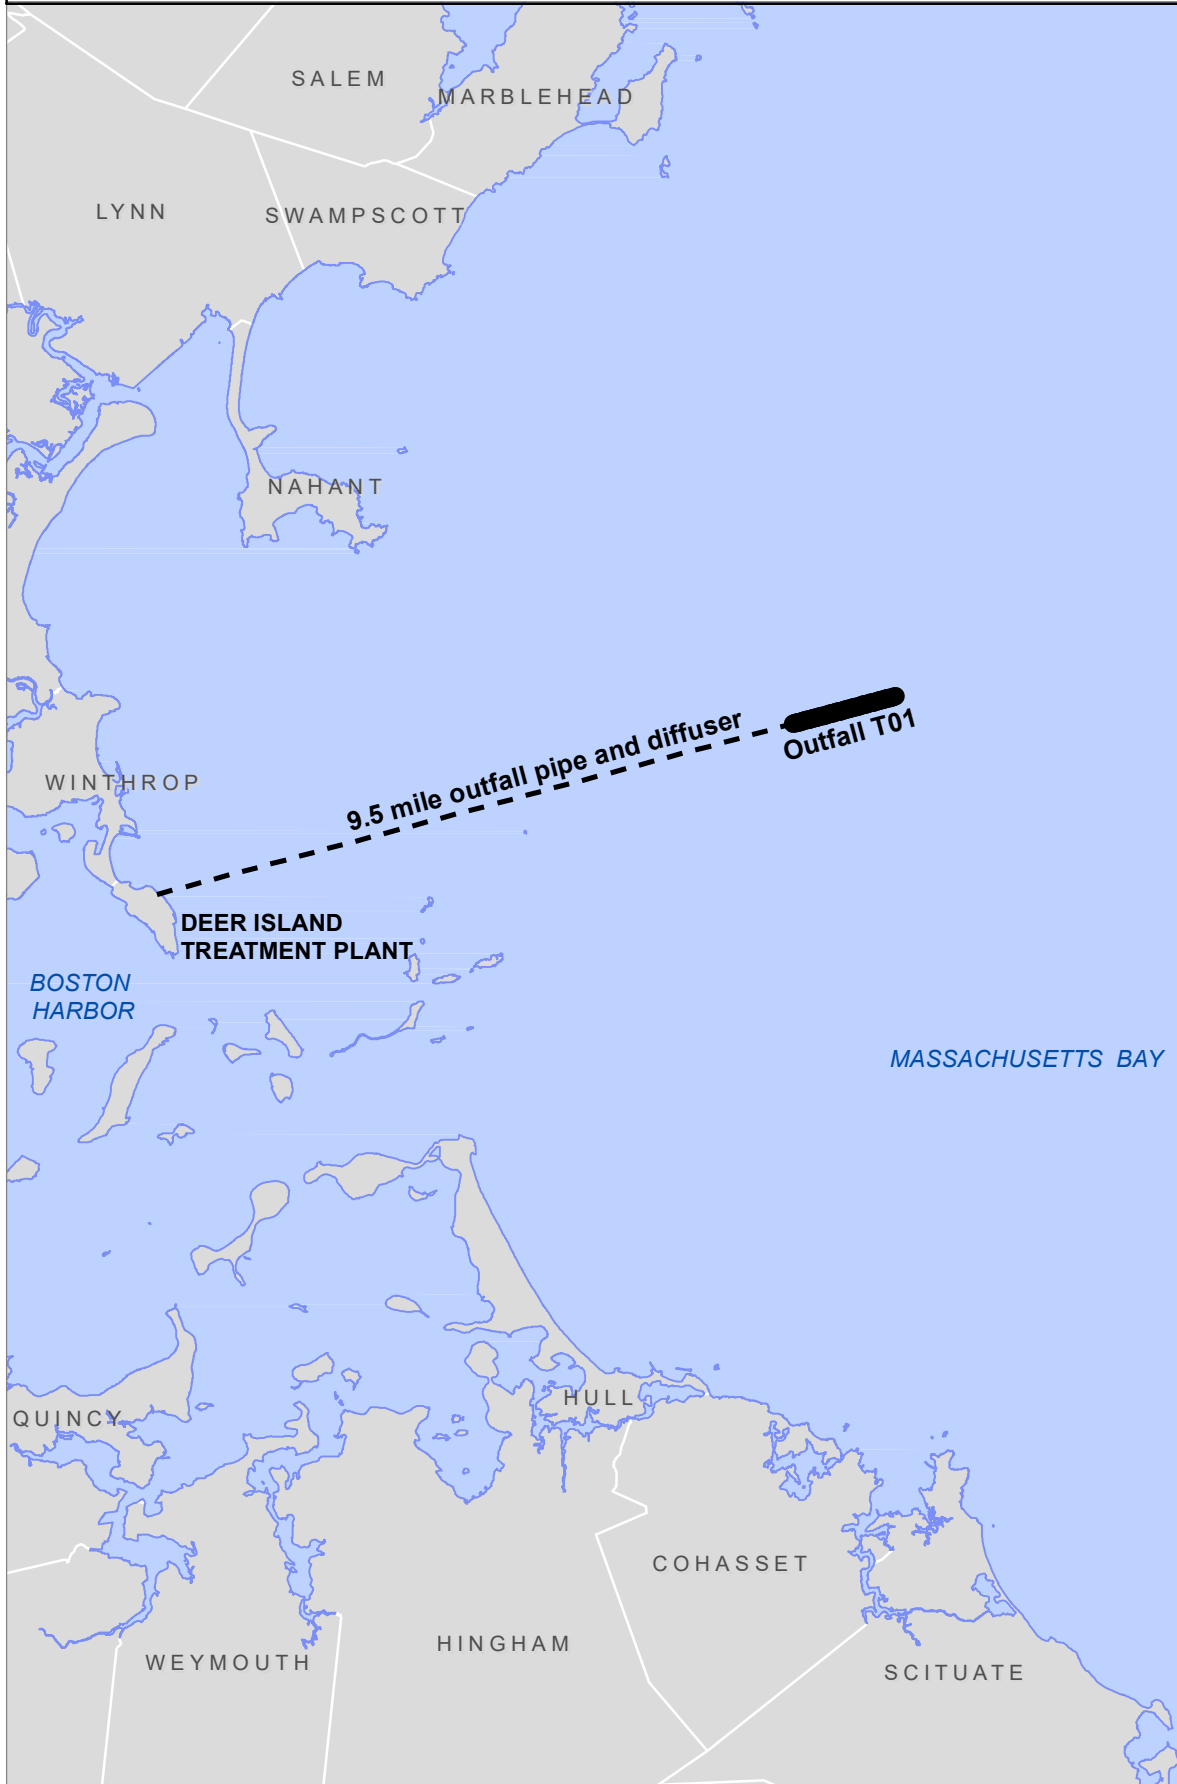 SALEM
MARBLEHEAD
LYNN
SWAMPSCOTT
NAHANT
9.5 mile outfall pipe and diffuser
Outfall T01
WINTHROP
DEER ISLAND
TREATMENT PLANT
BOSTON
HARBOR
MASSACHUSETTS BAY
HULL
QUINCY
COHASSET
HINGHAM
WEYMOUTH
SCITUATE